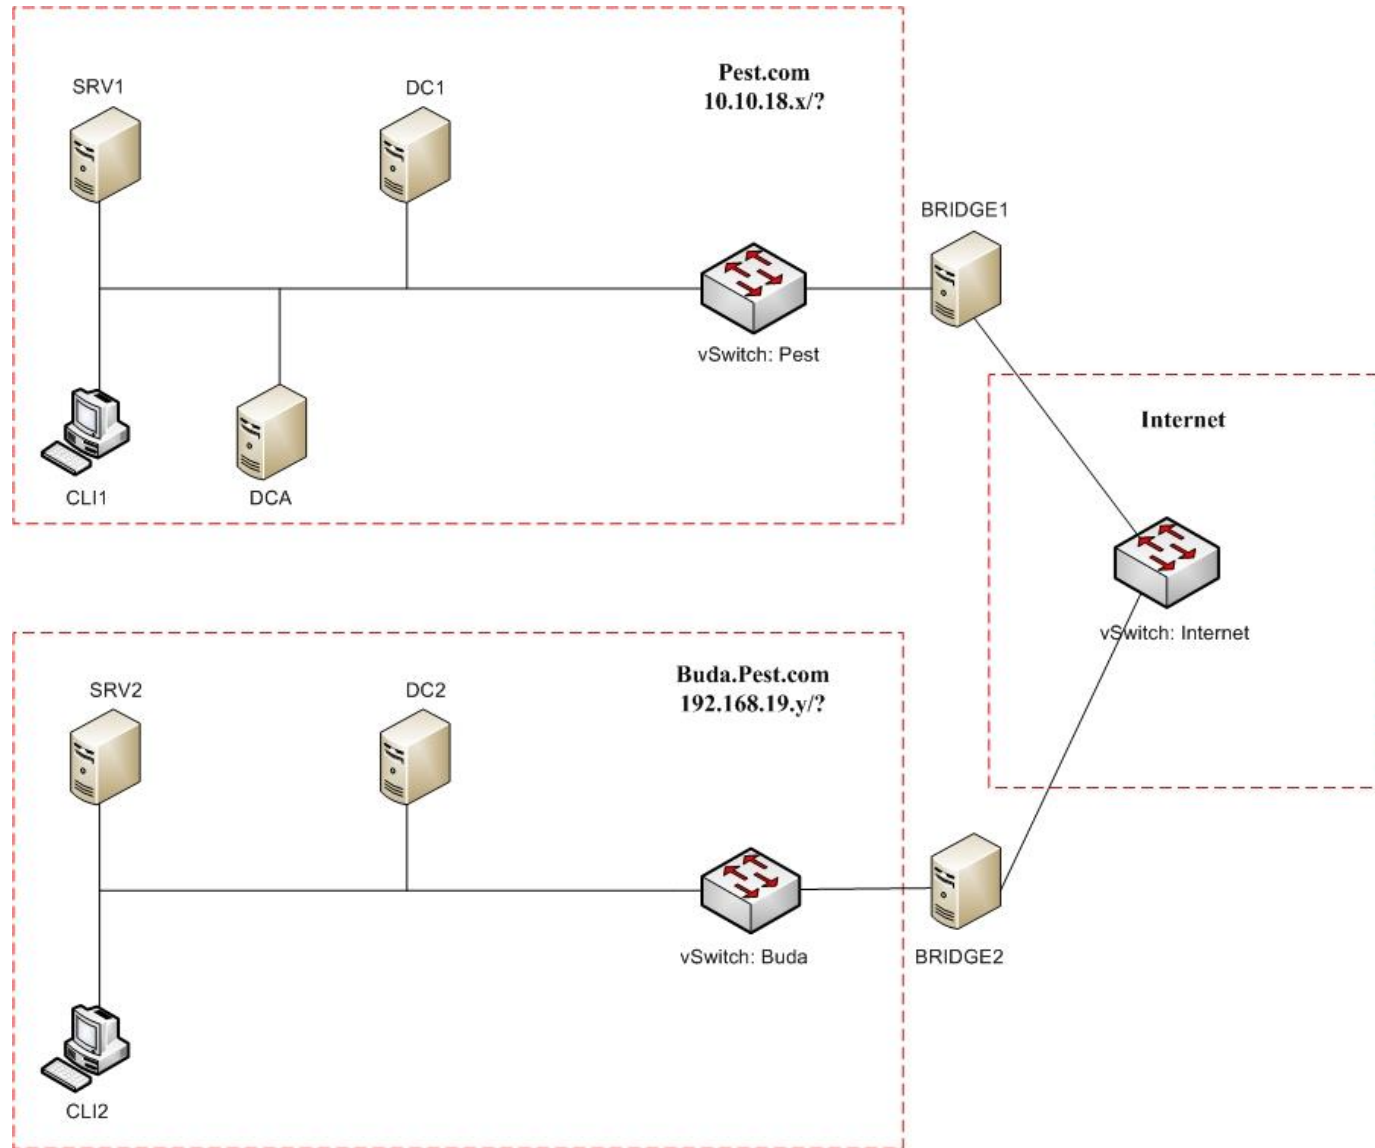 Pest.com
10.10.18.x/?
SRV1
DC1
BRIDGE1
vSwitch: Pest
CLI1
DCA
Internet
vSwitch: Internet
Buda.Pest.com
192.168.19.y/?
SRV2
DC2
vSwitch: Buda
BRIDGE2
CLI2